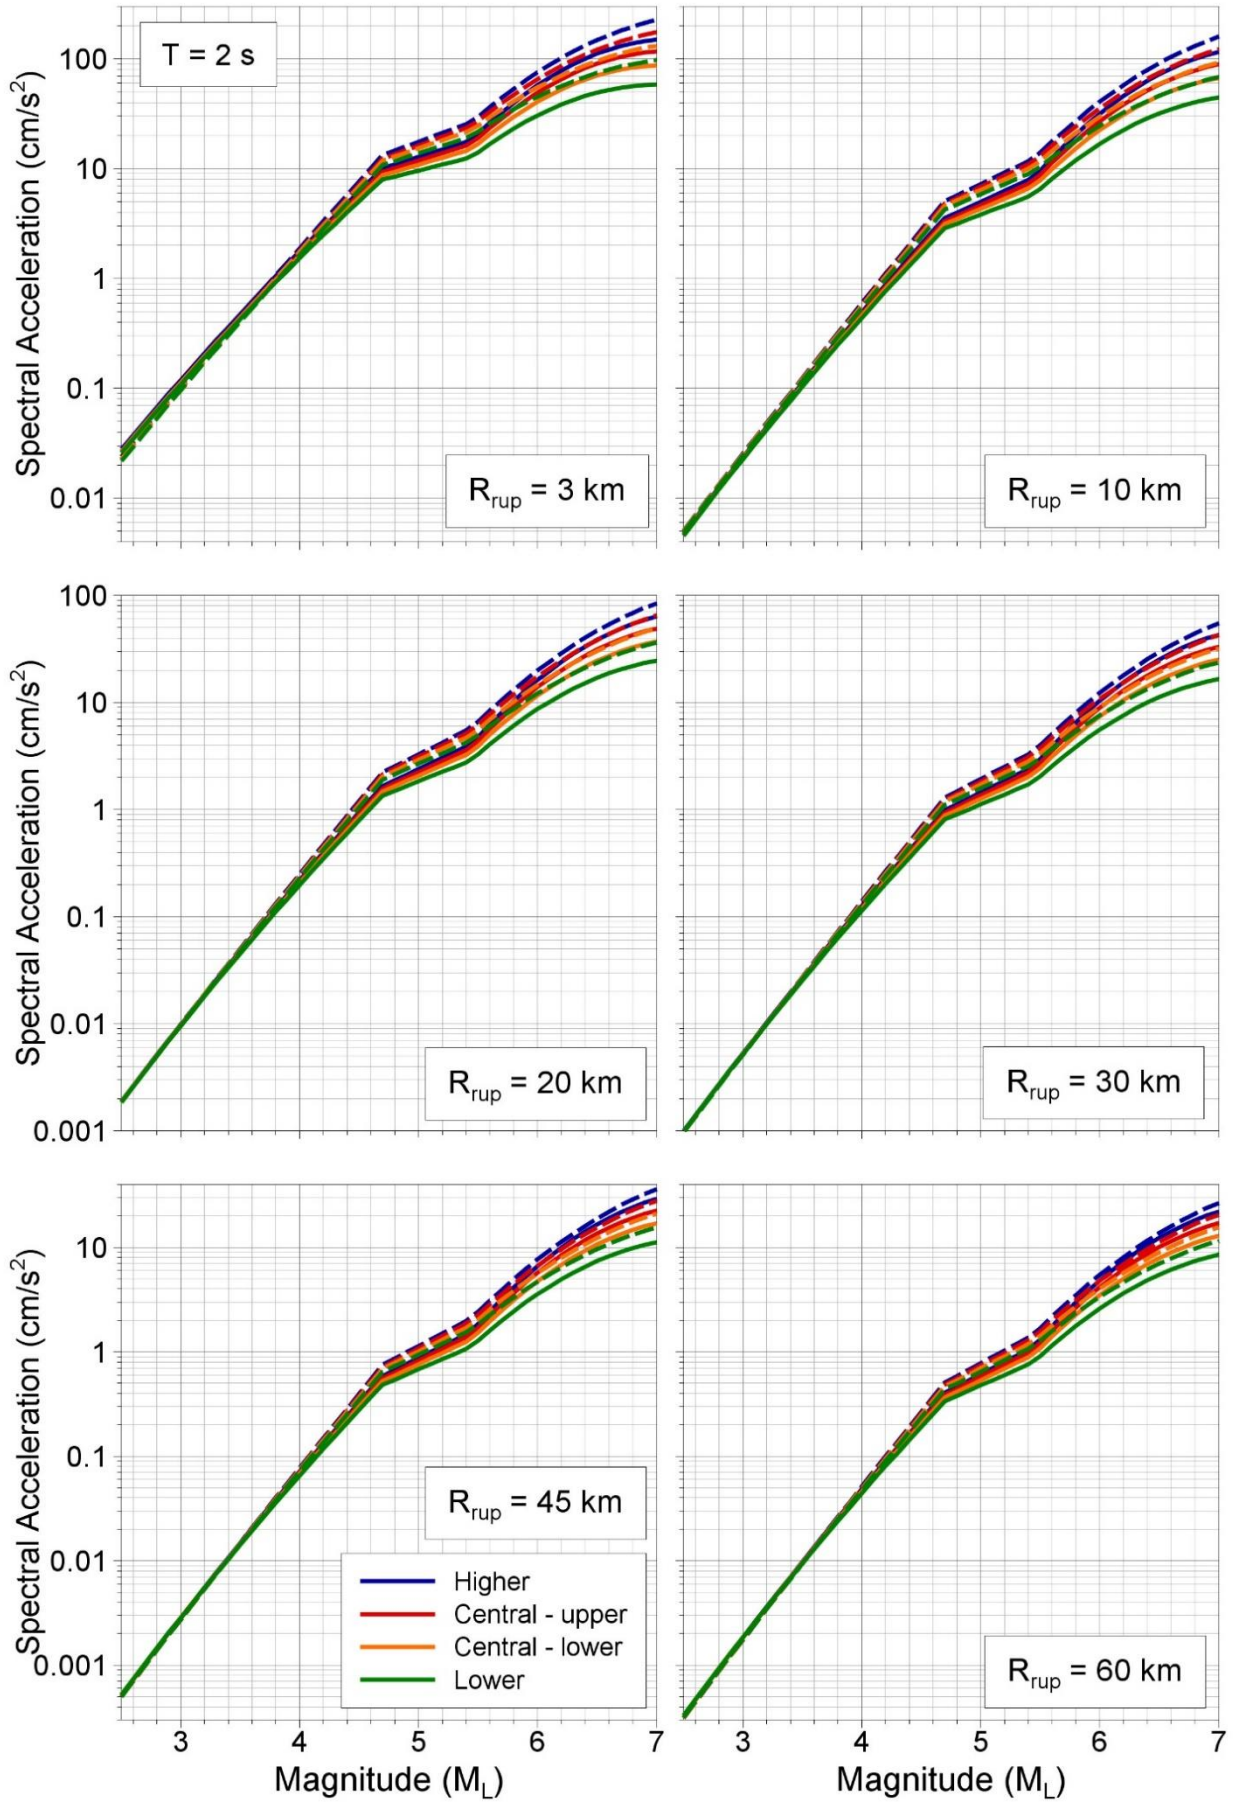 T = 2 s
Spectral Acceleration (cm/s²)
100
10
1
0.1
0.01
R_rup = 3 km
R_rup = 10 km
Spectral Acceleration (cm/s²)
100
10
1
0.1
0.01
0.001
R_rup = 20 km
R_rup = 30 km
Spectral Acceleration (cm/s²)
10
1
0.1
0.01
0.001
R_rup = 45 km
Higher
Central - upper
Central - lower
Lower
R_rup = 60 km
3 4 5 6 7
3 4 5 6 7
Magnitude (M_L)
Magnitude (M_L)